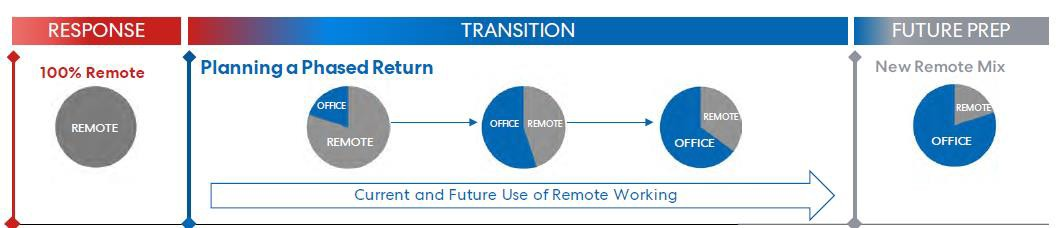 RESPONSE
TRANSITION
FUTURE PREP
100% Remote
REMOTE
Planning a Phased Return
OFFICE
REMOTE
OFFICE
REMOTE
REMOTE
OFFICE
Current and Future Use of Remote Working
New Remote Mix
REMOTE
OFFICE